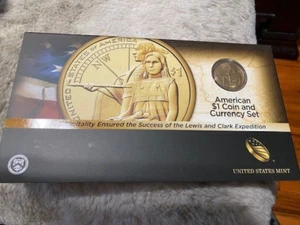 UNITED STATES OF AMERICA
NW
$1
American
$1 Coin and
Currency Set
Ensured the Success of the Lewis and Clark Expedition
UNITED STATES MINT